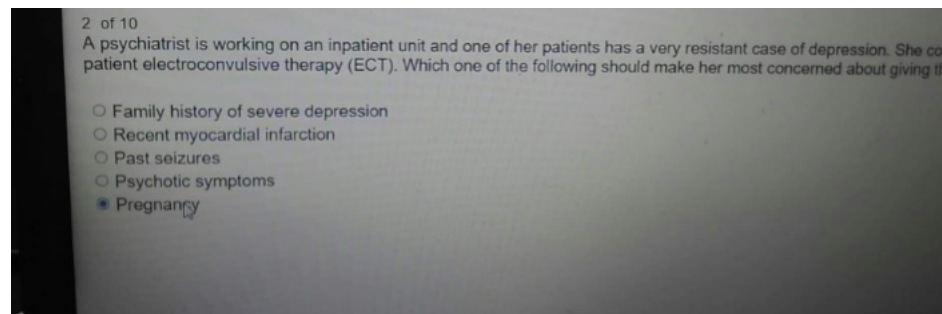 2 of 10
A psychiatrist is working on an inpatient unit and one of her patients has a very resistant case of depression. She
patient electroconvulsive therapy (ECT). Which one of the following should make her most concerned about giving
Family history of severe depression
Recent myocardial infarction
Past seizures
Psychotic symptoms
Pregnancy